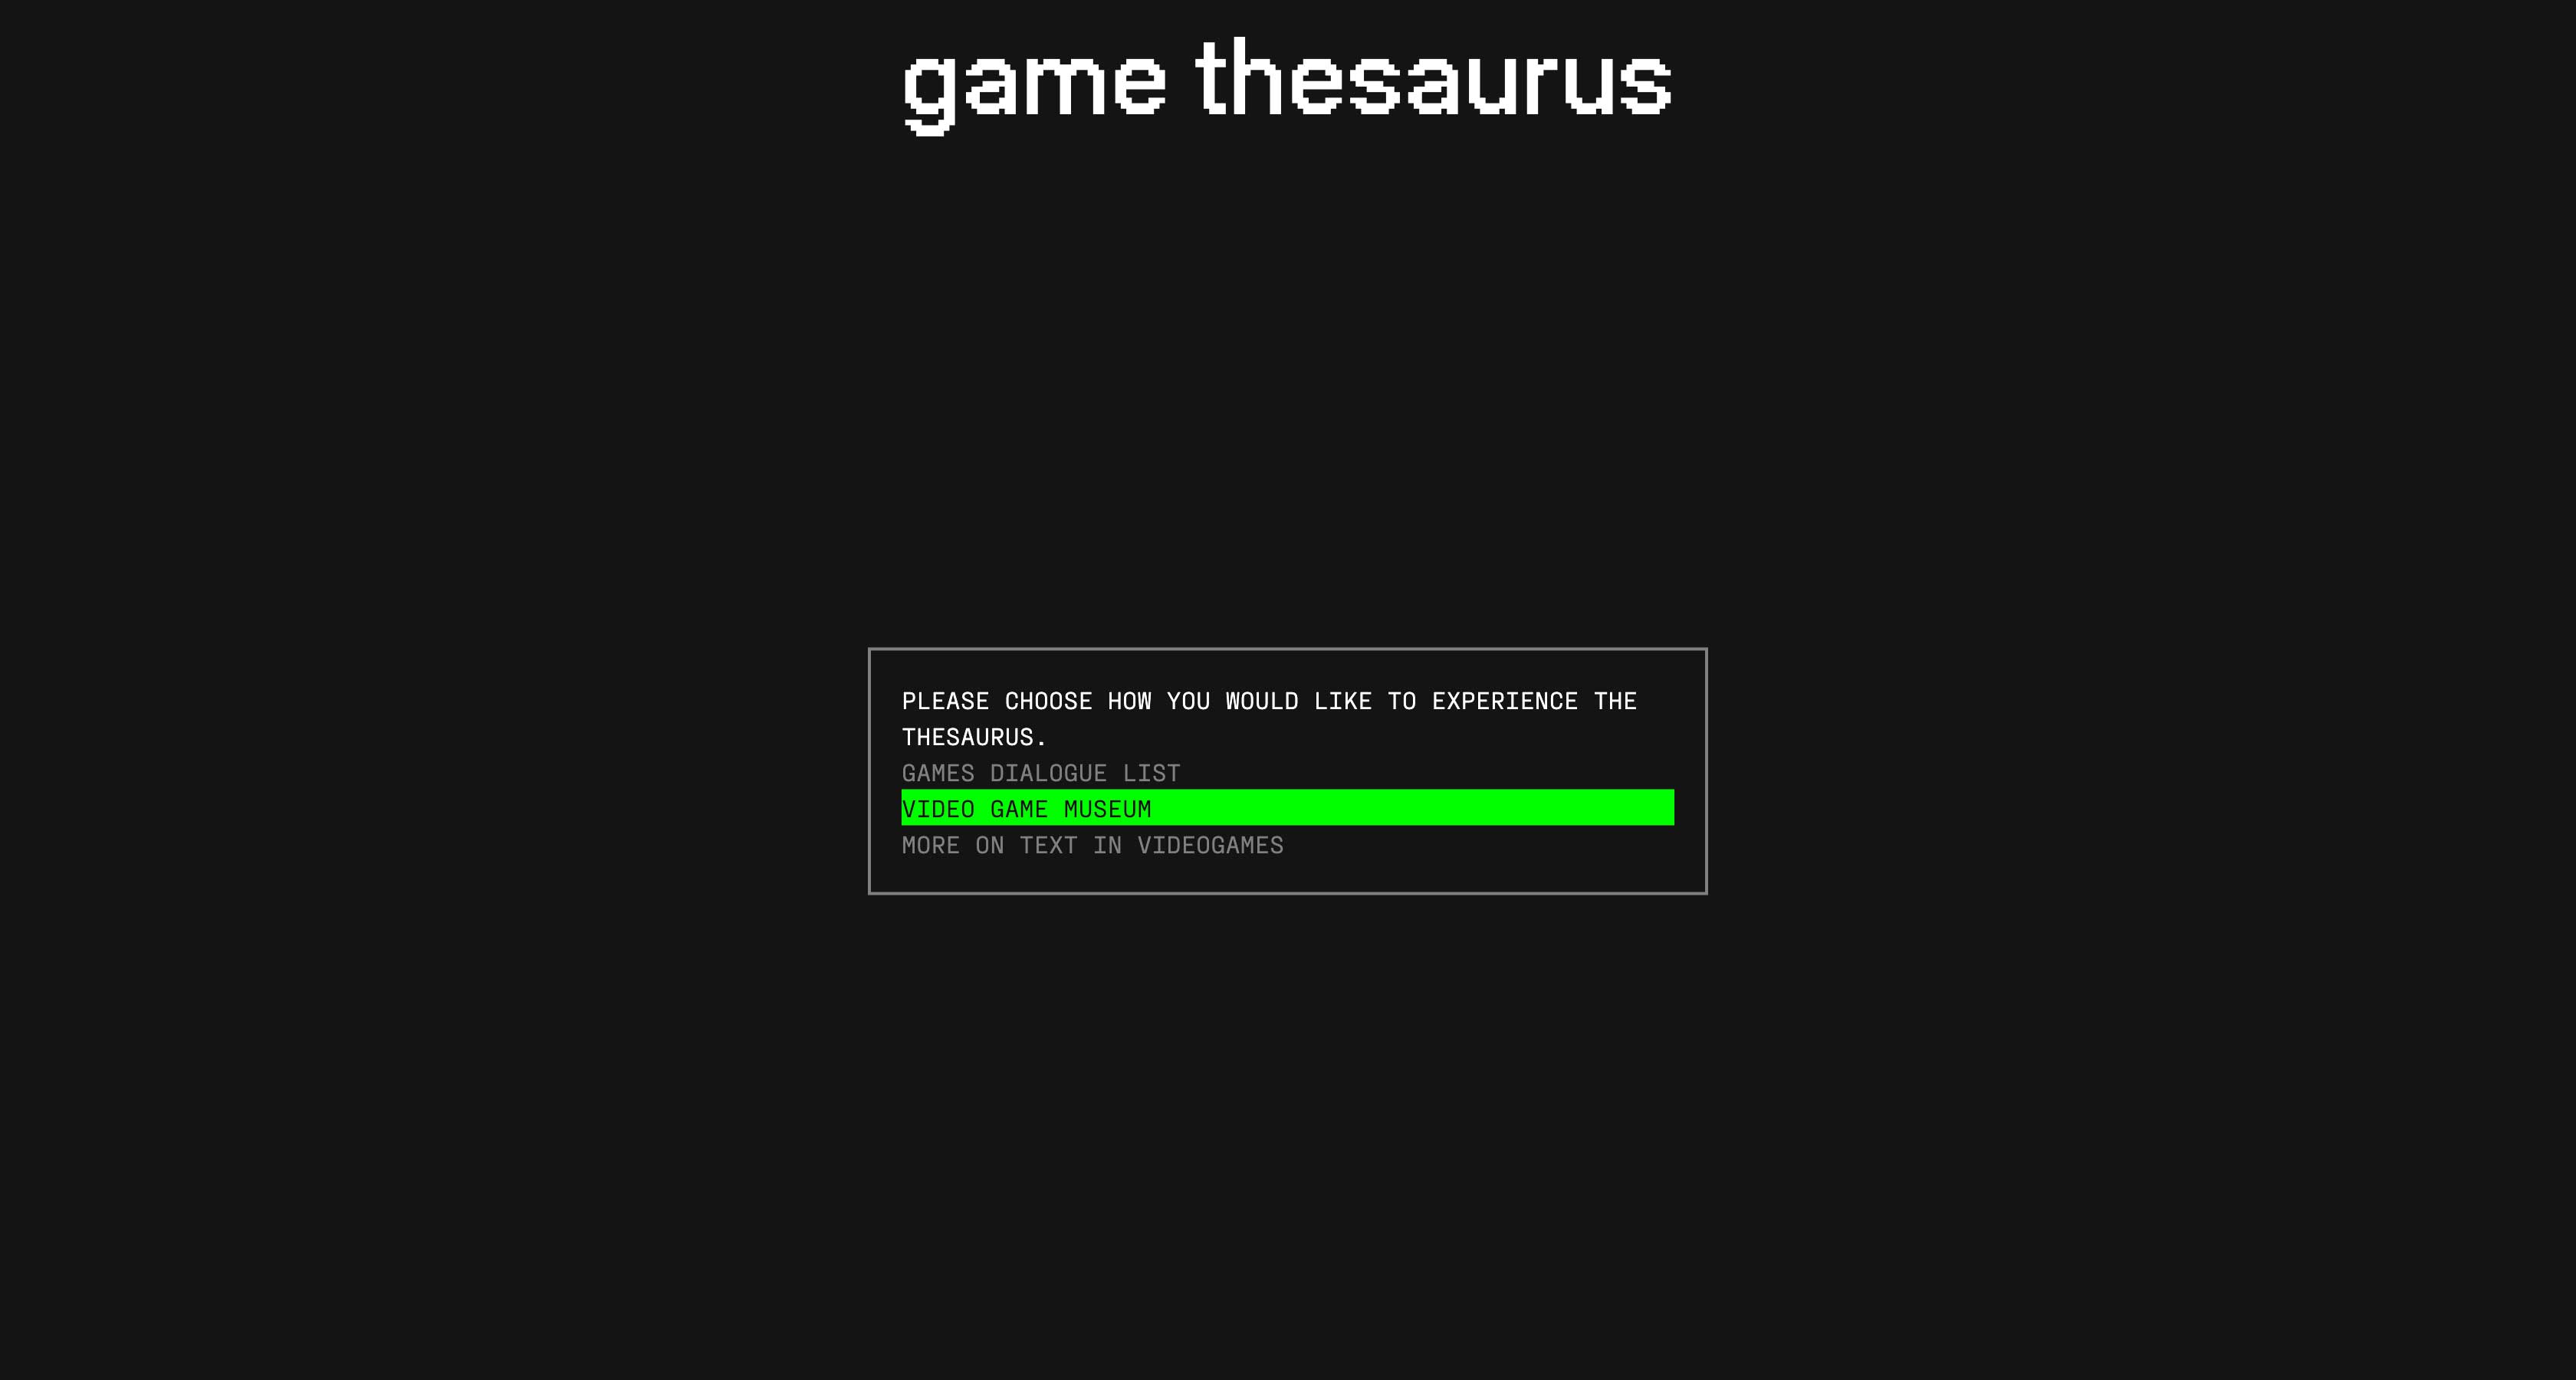 game thesaurus
PLEASE CHOOSE HOW YOU WOULD LIKE TO EXPERIENCE THE
THESAURUS.
GAMES DIALOGUE LIST
VIDEO GAME MUSEUM
MORE ON TEXT IN VIDEOGAMES